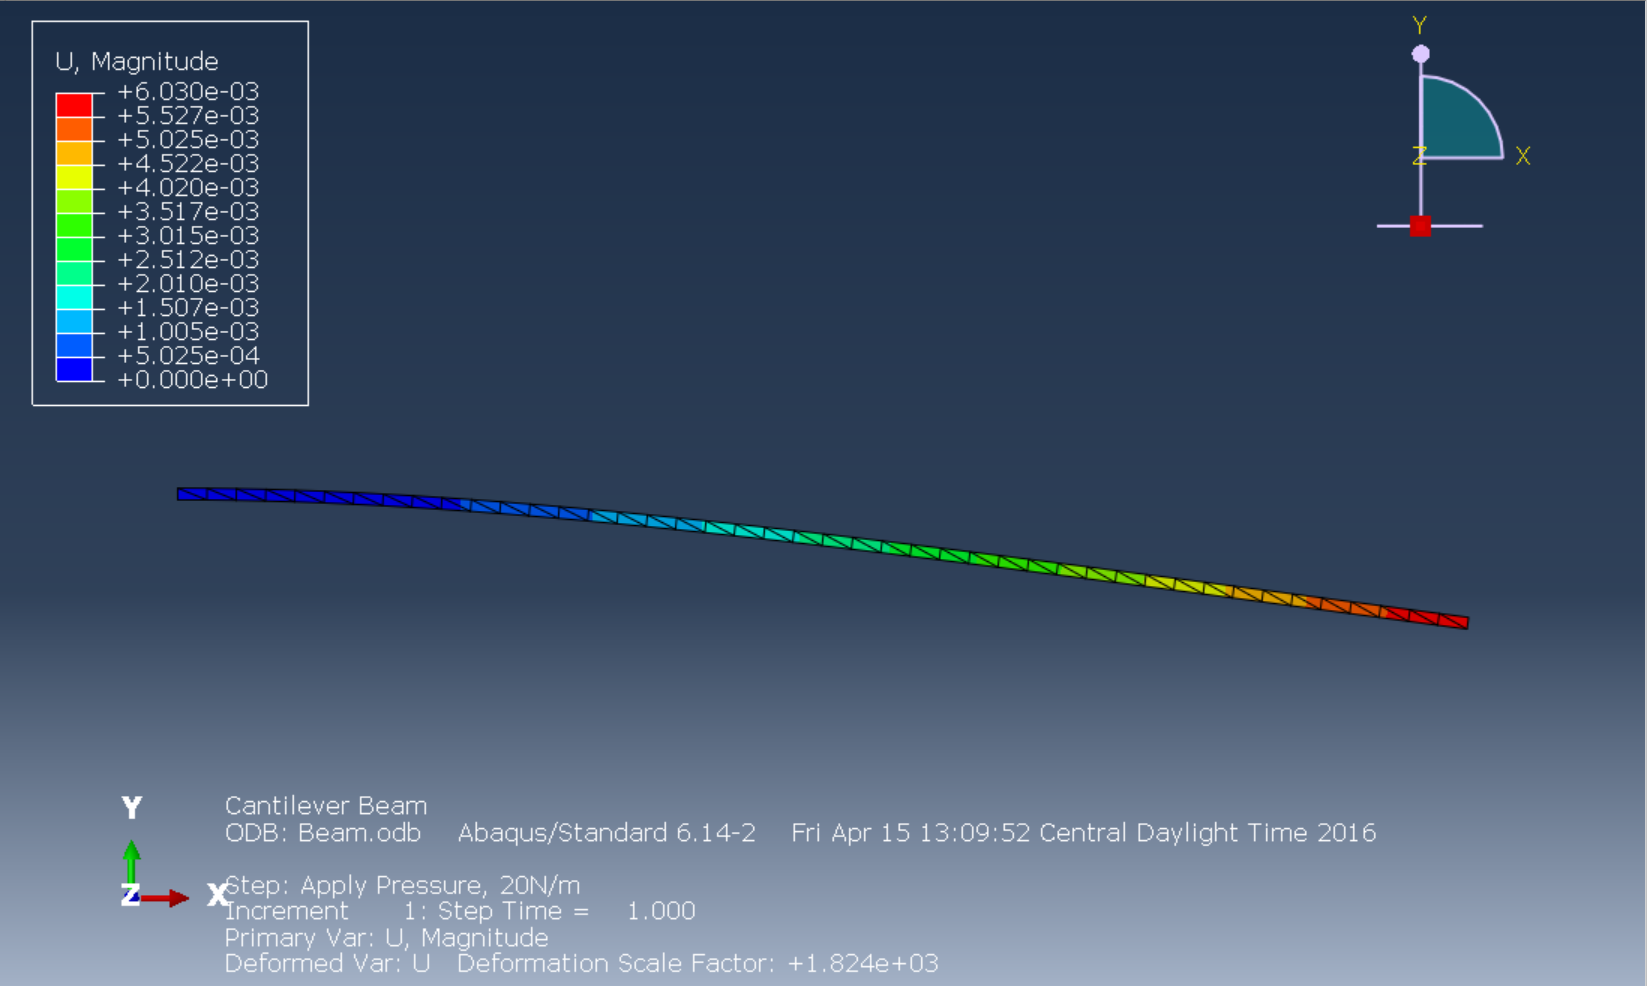 U, Magnitude
+6.030e-03
+5.527e-03
+5.025e-03
+4.522e-03
+4.020e-03
+3.517e-03
+3.015e-03
+2.512e-03
+2.010e-03
+1.507e-03
+1.005e-03
+5.025e-04
+0.000e+00
Y
Z X
Y
Z X
Cantilever Beam
ODB: Beam.odb Abaqus/Standard 6.14-2 Fri Apr 15 13:09:52 Central Daylight Time 2016
Step: Apply Pressure, 20N/m
Increment 1: Step Time = 1.000
Primary Var: U, Magnitude
Deformed Var: U Deformation Scale Factor: +1.824e+03